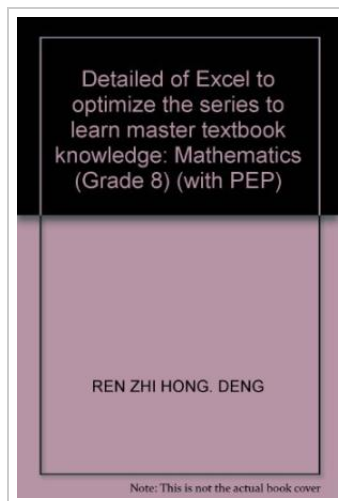 Detailed of Excel to
optimize the series to
learn master textbook
knowledge: Mathematics
(Grade 8) (with PEP)
REN ZHI HONG. DENG
Note: This is not the actual book cover